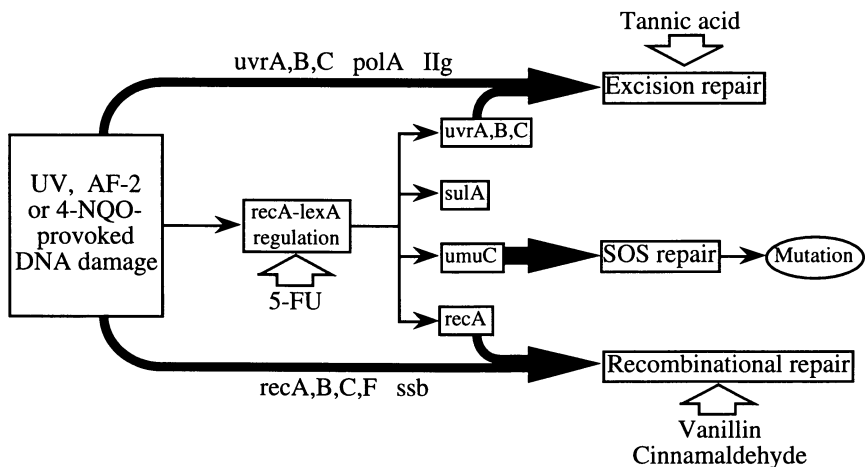 Tannic acid
uvrA,B,C polA IIg
Excision repair
uvrA,B,C
UV, AF-2
or 4-NQO-
provoked
DNA damage
recA-lexA
regulation
sulA
umuC
SOS repair
Mutation
5-FU
recA
Recombinational repair
recA,B,C,F ssb
Vanillin
Cinnamaldehyde